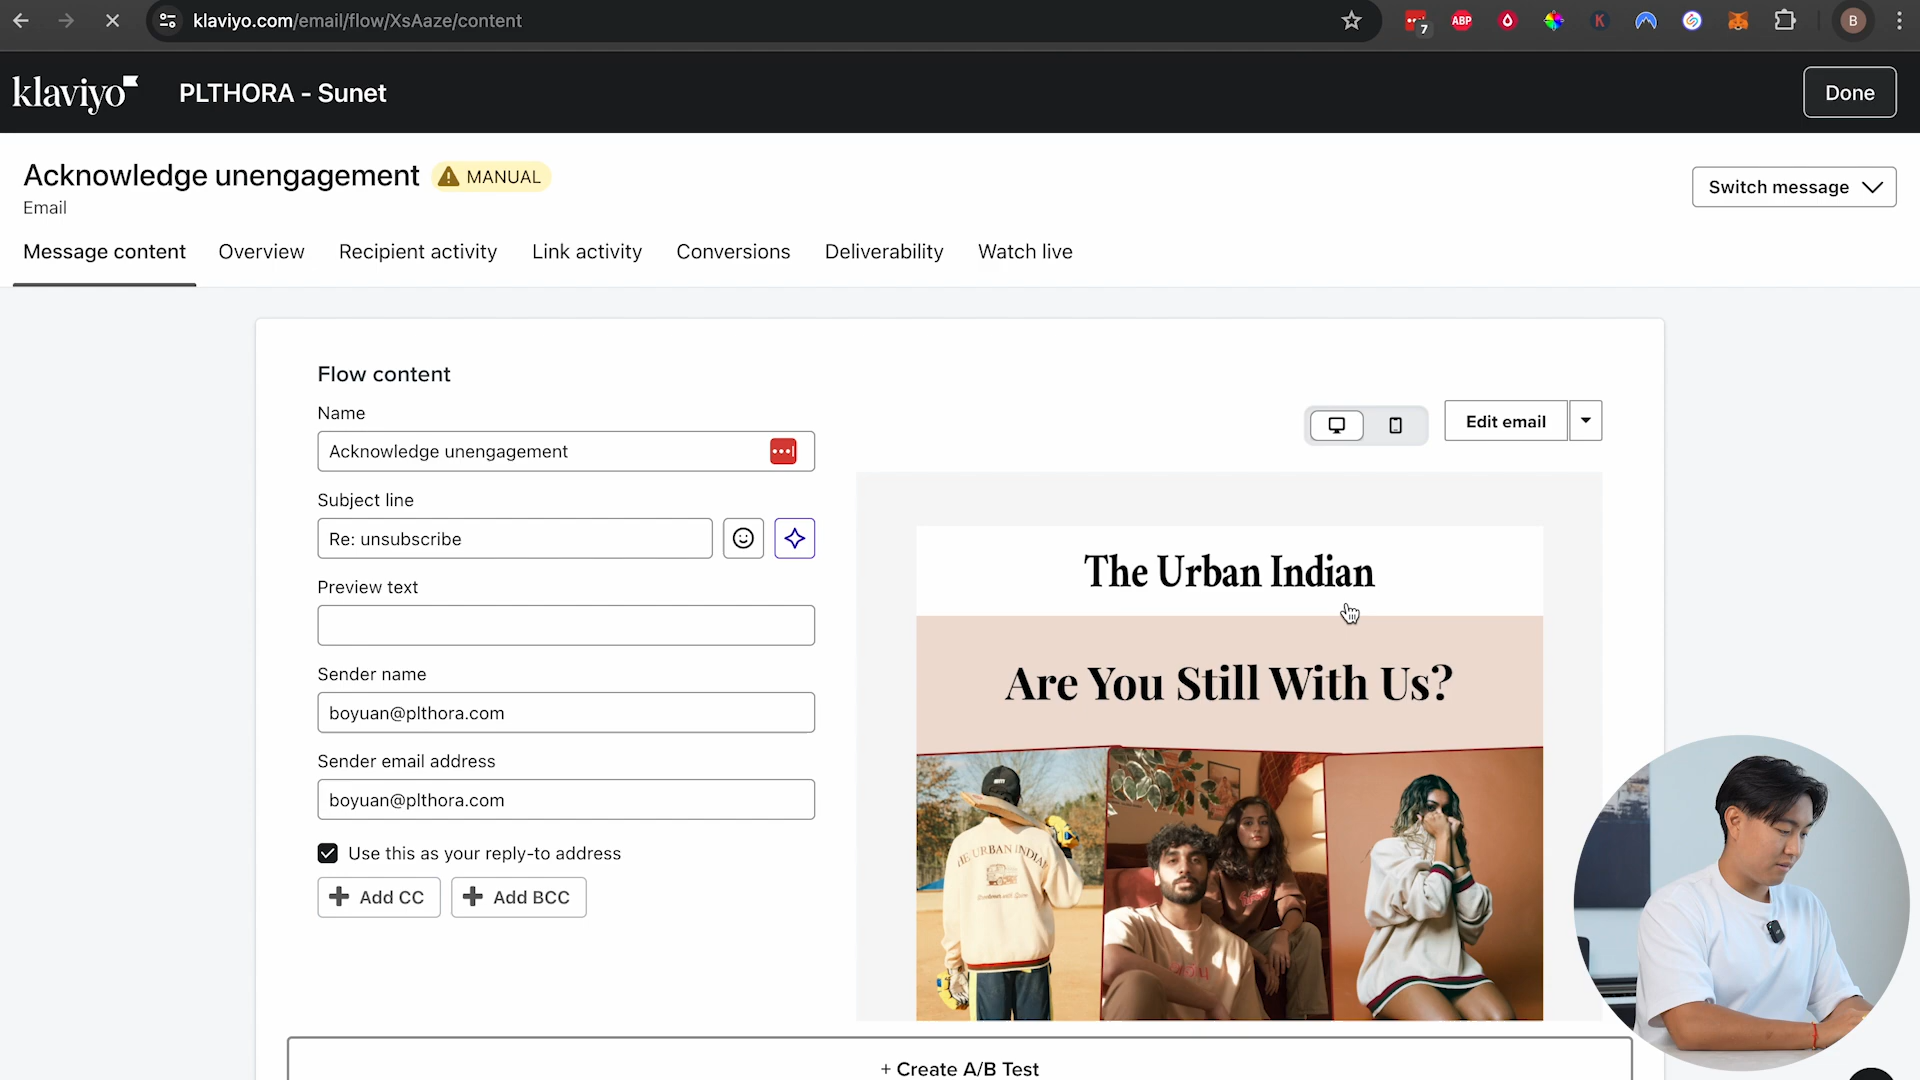 klaviyo.com/email/flow/XsAaze/content
7
ABP
K
B
klaviyo
PLTHORA - Sunet
Done
Acknowledge unengagement
MANUAL
Switch message
Email
Message content
Overview
Recipient activity
Link activity
Conversions
Deliverability
Watch live
Flow content
Name
Edit email
Acknowledge unengagement
Subject line
Re: unsubscribe
Preview text
The Urban Indian
Sender name
Are You Still With Us?
boyuan@plthora.com
Sender email address
boyuan@plthora.com
Use this as your reply-to address
Add CC
Add BCC
+ Create A/B Test